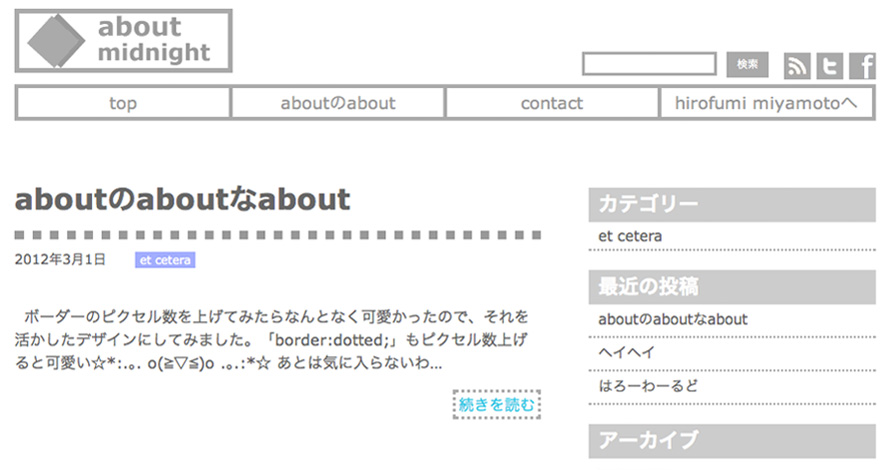 about
midnight
検索
top
aboutのabout
contact
hirofumi miyamotoへ
aboutのaboutなabout
2012年3月1日
et cetera
ボーダーのピクセル数を上げてみたらなんとなく可愛かったので、それを
活かしたデザインにしてみました。「border:dotted;」もピクセル数上げ
ると可愛い☆*:.｡. o(≧▽≦)o .｡.:*☆ あとは気に入らないわ...
続きを読む
カテゴリー
et cetera
最近の投稿
aboutのaboutなabout
ヘイヘイ
はろーわーるど
アーカイブ